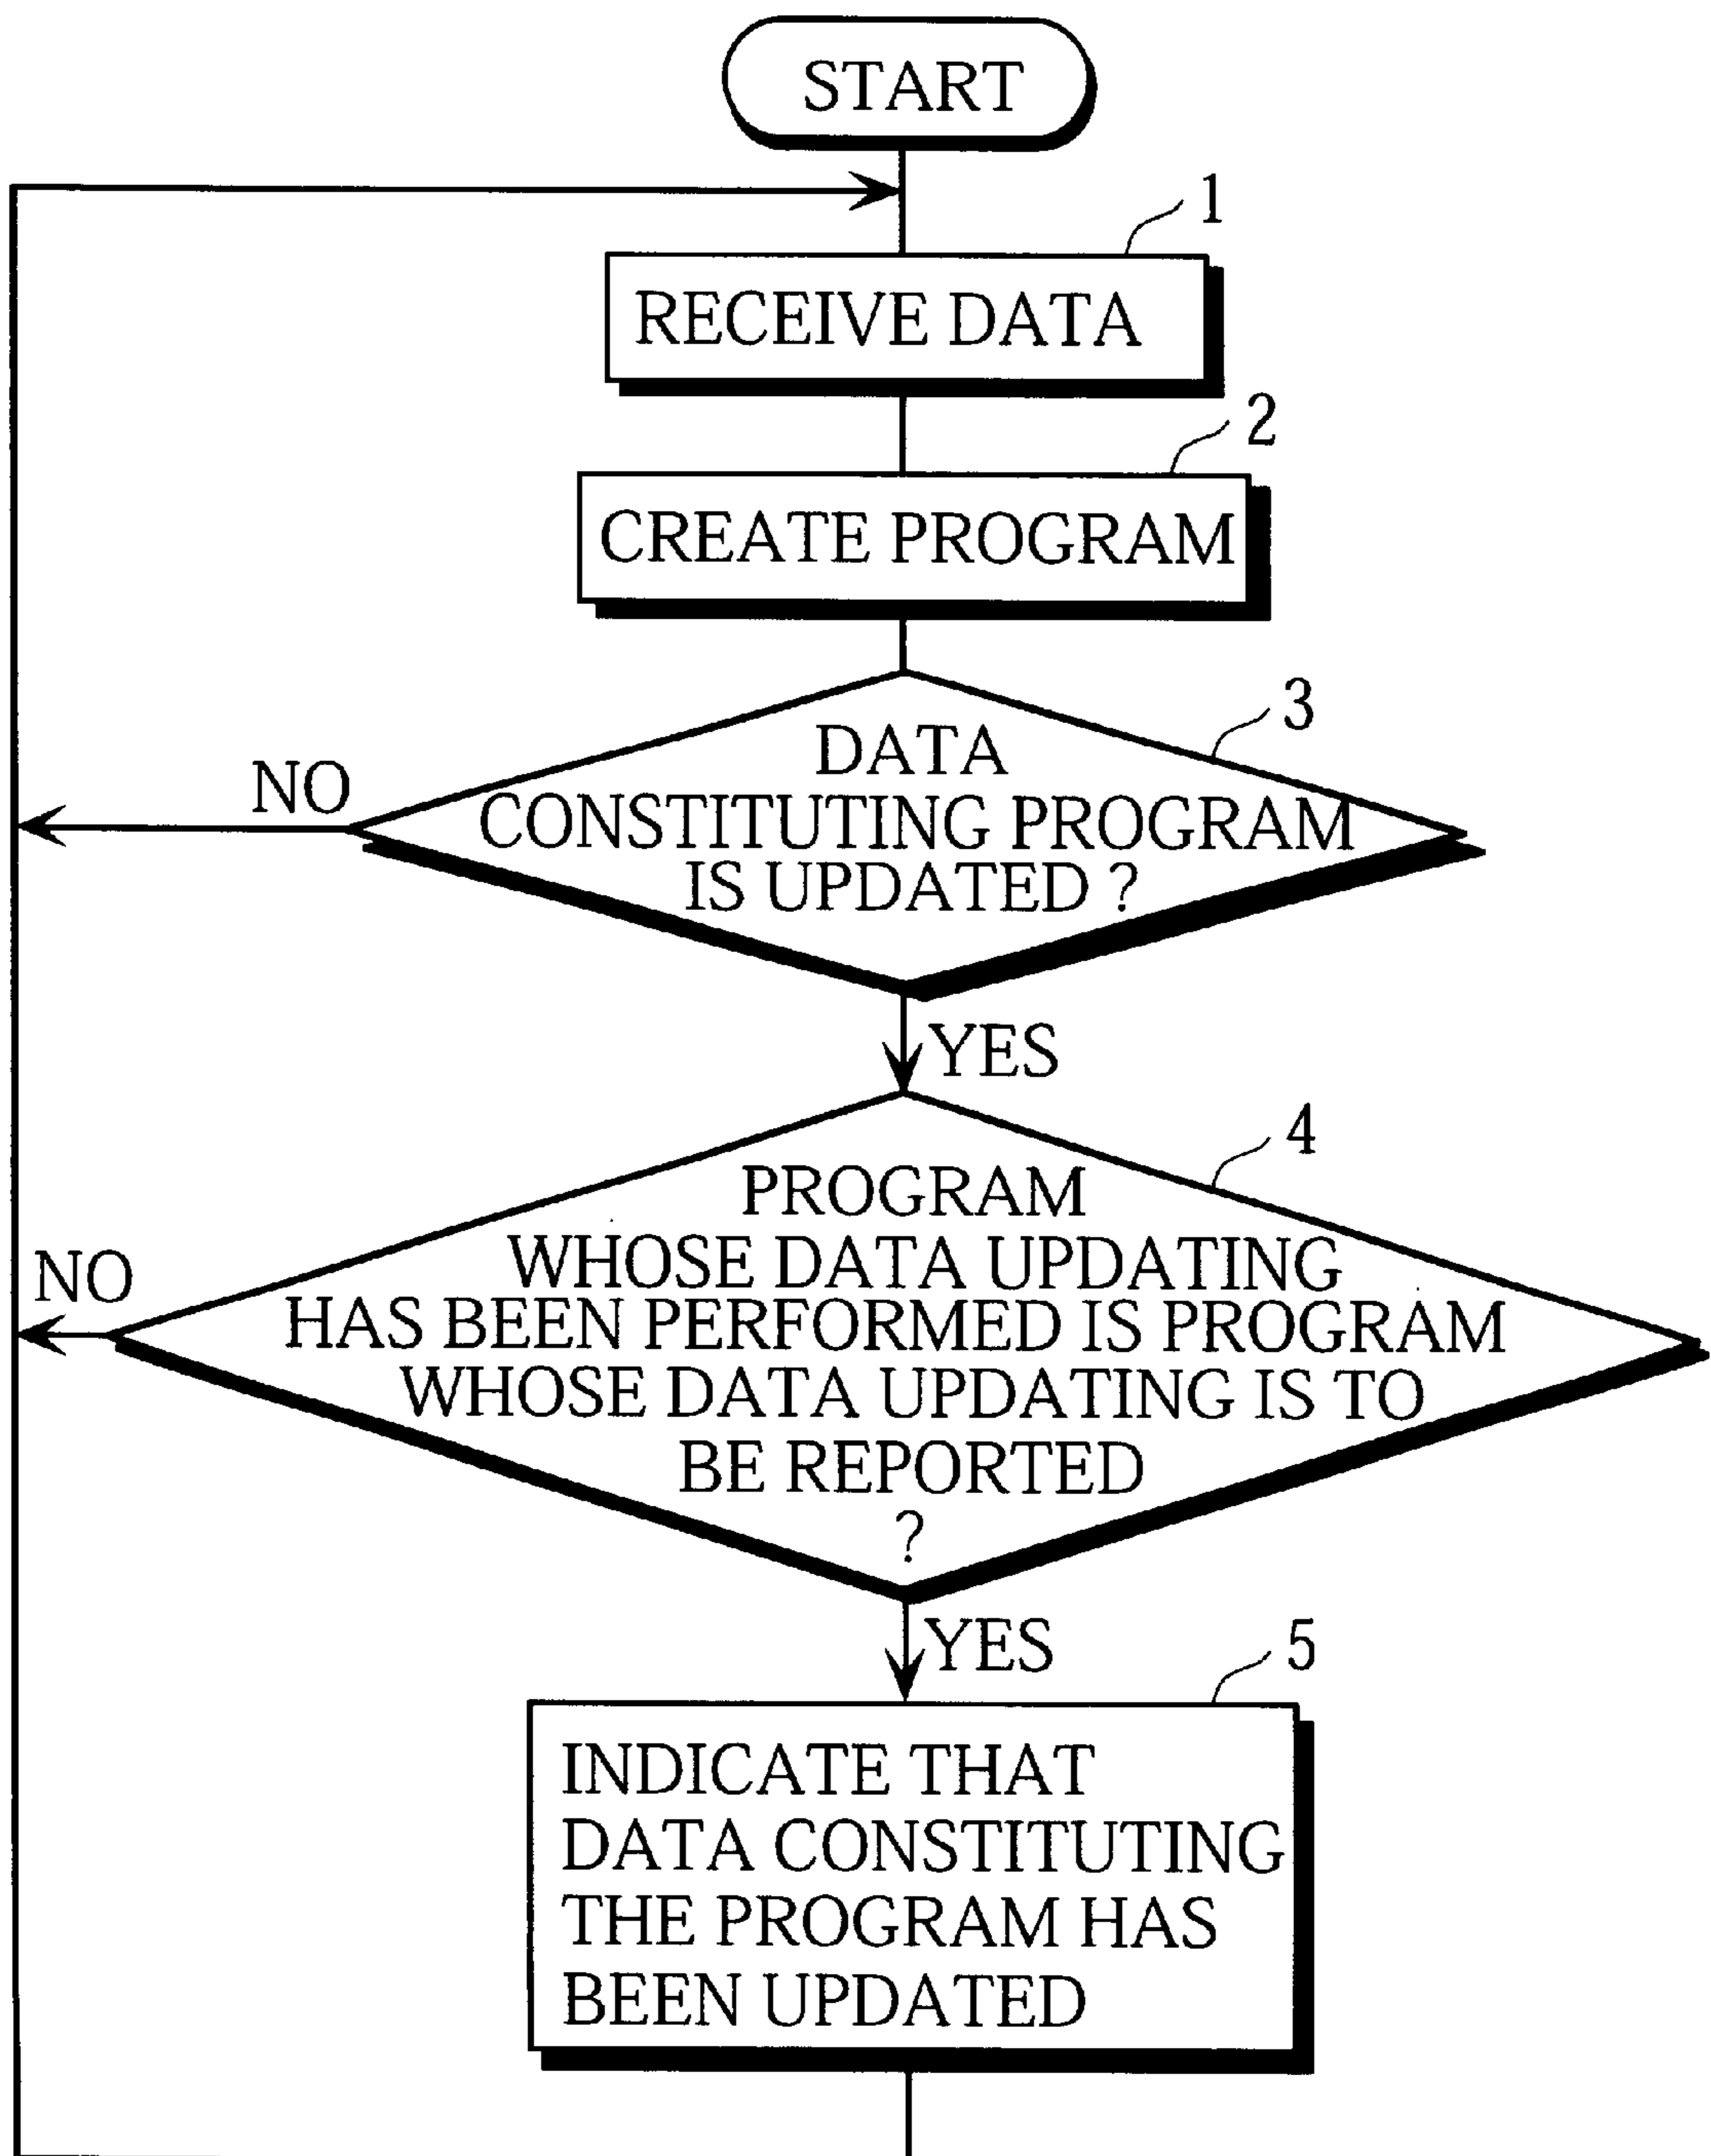 START
1
RECEIVE DATA
2
CREATE PROGRAM
3
DATA
CONSTITUTING PROGRAM
IS UPDATED ?
NO
YES
4
PROGRAM
WHOSE DATA UPDATING
HAS BEEN PERFORMED IS PROGRAM
WHOSE DATA UPDATING IS TO
BE REPORTED
?
NO
YES
5
INDICATE THAT
DATA CONSTITUTING
THE PROGRAM HAS
BEEN UPDATED